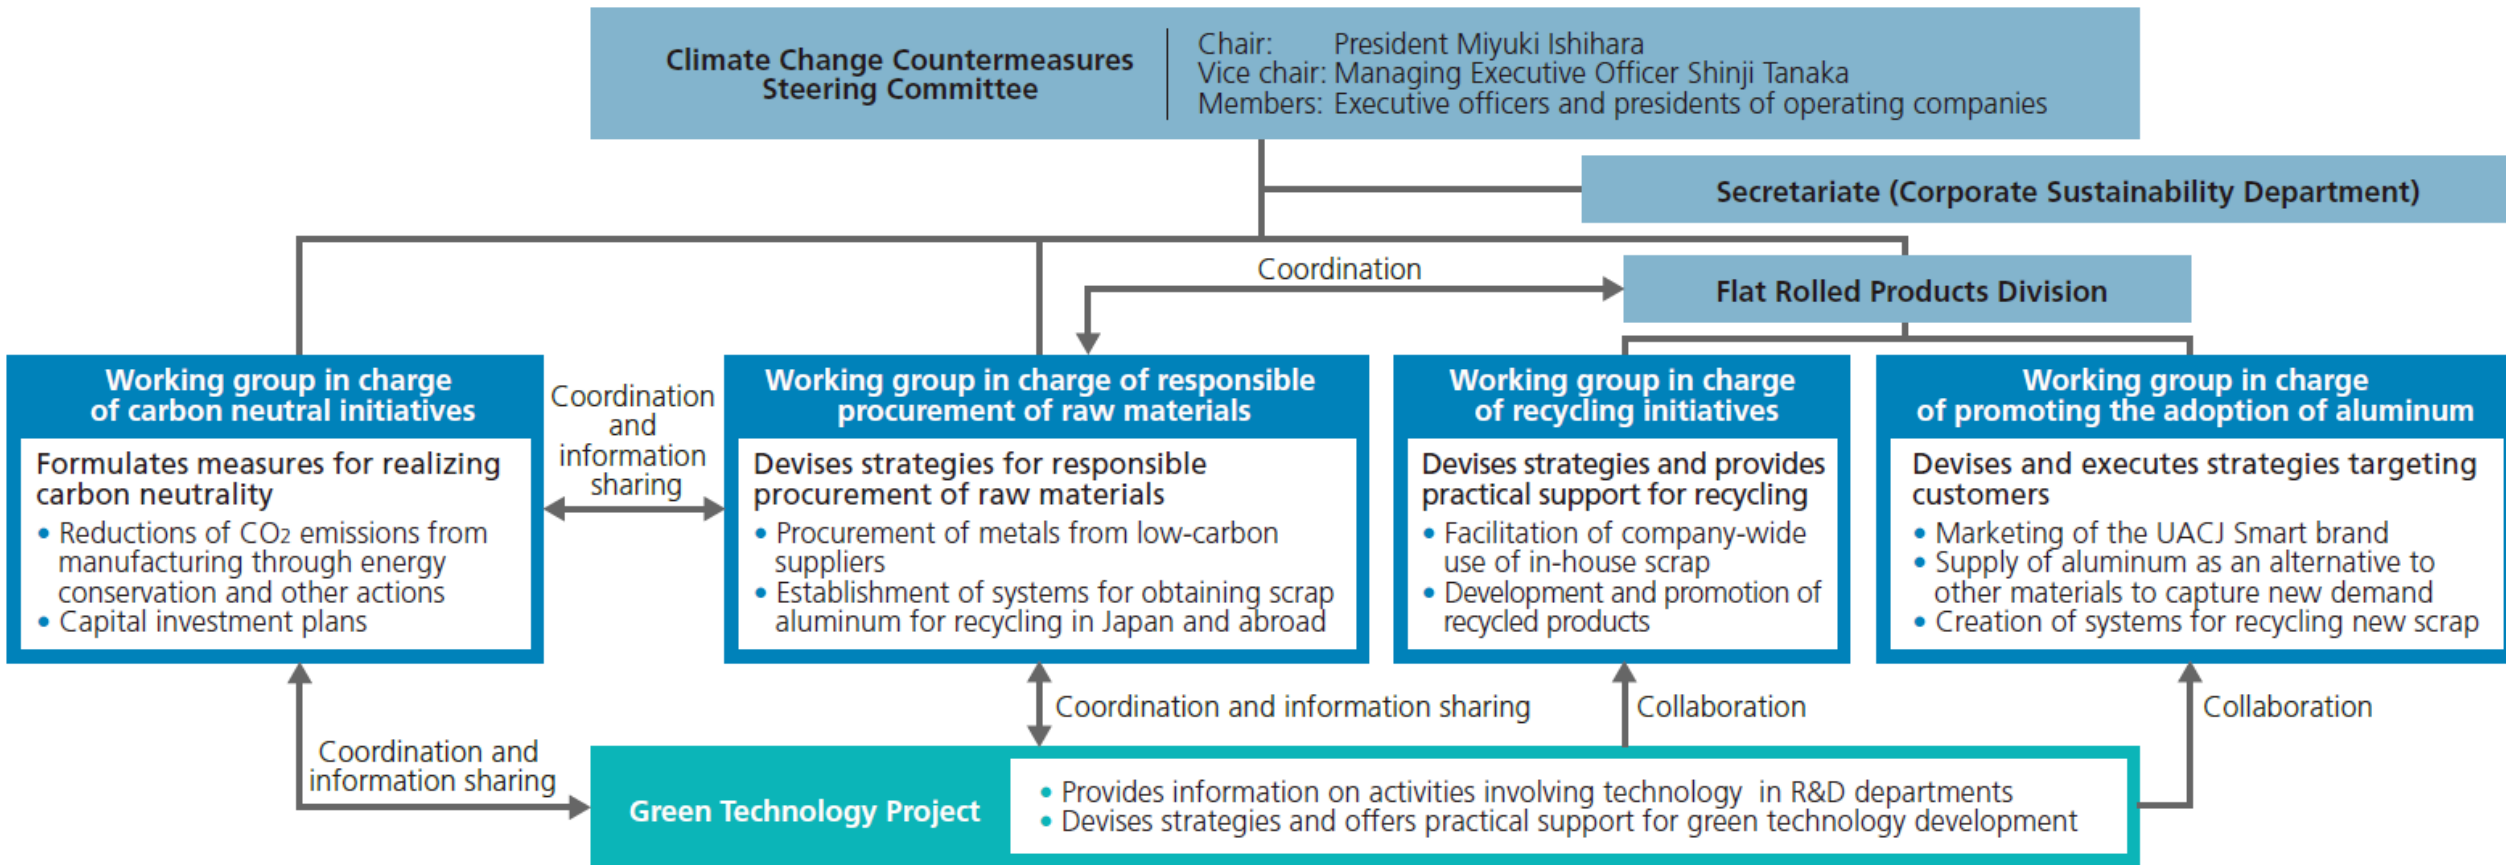 Climate Change Countermeasures
Steering Committee
Chair: President Miyuki Ishihara
Vice chair: Managing Executive Officer Shinji Tanaka
Members: Executive officers and presidents of operating companies
Secretariate (Corporate Sustainability Department)
Coordination
Flat Rolled Products Division
Working group in charge
of carbon neutral initiatives
Formulates measures for realizing
carbon neutrality
• Reductions of CO2 emissions from
manufacturing through energy
conservation and other actions
• Capital investment plans
Coordination
and
information
sharing
Working group in charge of responsible
procurement of raw materials
Devises strategies for responsible
procurement of raw materials
• Procurement of metals from low-carbon
suppliers
• Establishment of systems for obtaining scrap
aluminum for recycling in Japan and abroad
Working group in charge
of recycling initiatives
Devises strategies and provides
practical support for recycling
• Facilitation of company-wide
use of in-house scrap
• Development and promotion of
recycled products
Working group in charge
of promoting the adoption of aluminum
Devises and executes strategies targeting
customers
• Marketing of the UACJ Smart brand
• Supply of aluminum as an alternative to
other materials to capture new demand
• Creation of systems for recycling new scrap
Coordination and
information sharing
Coordination and information sharing
Collaboration
Collaboration
Green Technology Project
• Provides information on activities involving technology in R&D departments
• Devises strategies and offers practical support for green technology development